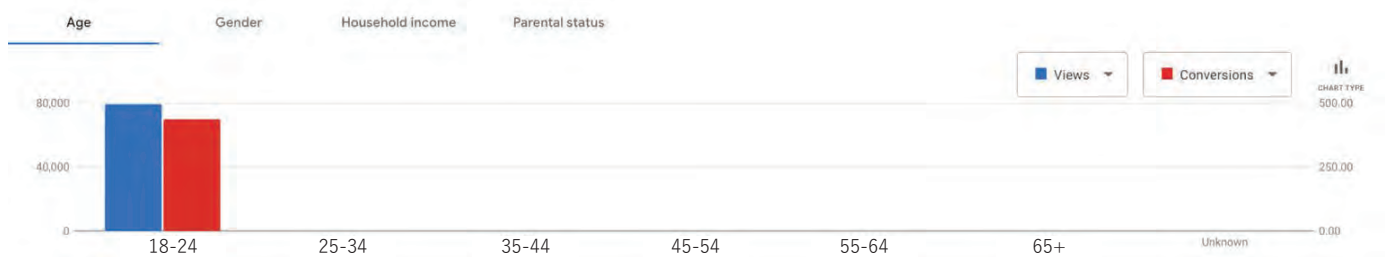 Age Gender Household income Parental status
Views Conversions
CHART TYPE
80,000 500.00
40,000 250.00
0 0.00
18-24 25-34 35-44 45-54 55-64 65+ Unknown